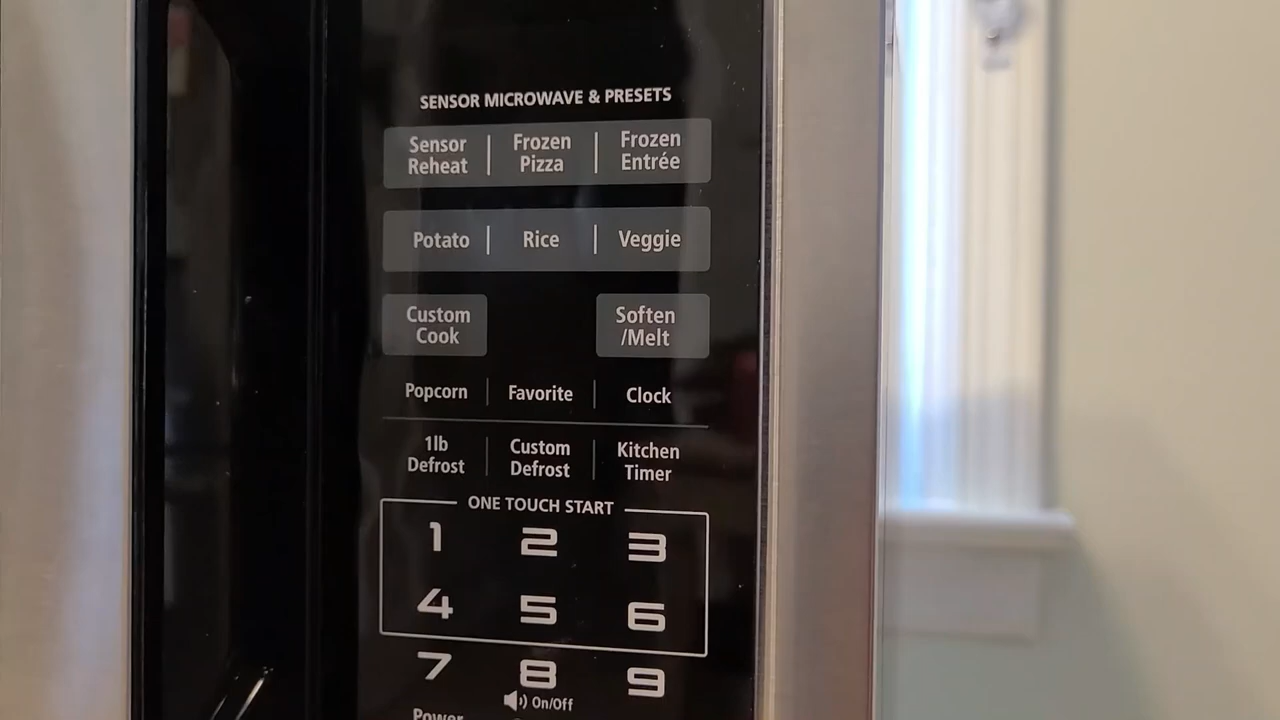 SENSOR MICROWAVE & PRESETS
Sensor Reheat | Frozen Pizza | Frozen Entrée
Potato | Rice | Veggie
Custom Cook Soften /Melt
Popcorn | Favorite | Clock
1lb Defrost | Custom Defrost | Kitchen Timer
ONE TOUCH START
1 2 3
4 5 6
7 8 9
On/Off
Power